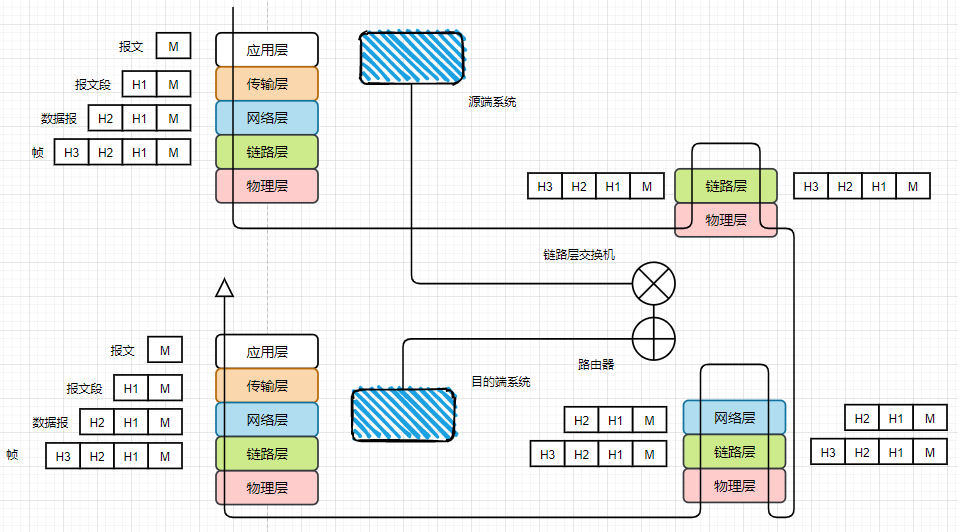 报文 M 应用层
报文段 H1 M 传输层
数据报 H2 H1 M 网络层
帧 H3 H2 H1 M 链路层
物理层
源端系统
H3 H2 H1 M 链路层 H3 H2 H1 M
物理层
链路层交换机
路由器
目的端系统
报文 M 应用层
报文段 H1 M 传输层
数据报 H2 H1 M 网络层
帧 H3 H2 H1 M 链路层
物理层
H2 H1 M 网络层 H2 H1 M
H3 H2 H1 M 链路层 H3 H2 H1 M
物理层